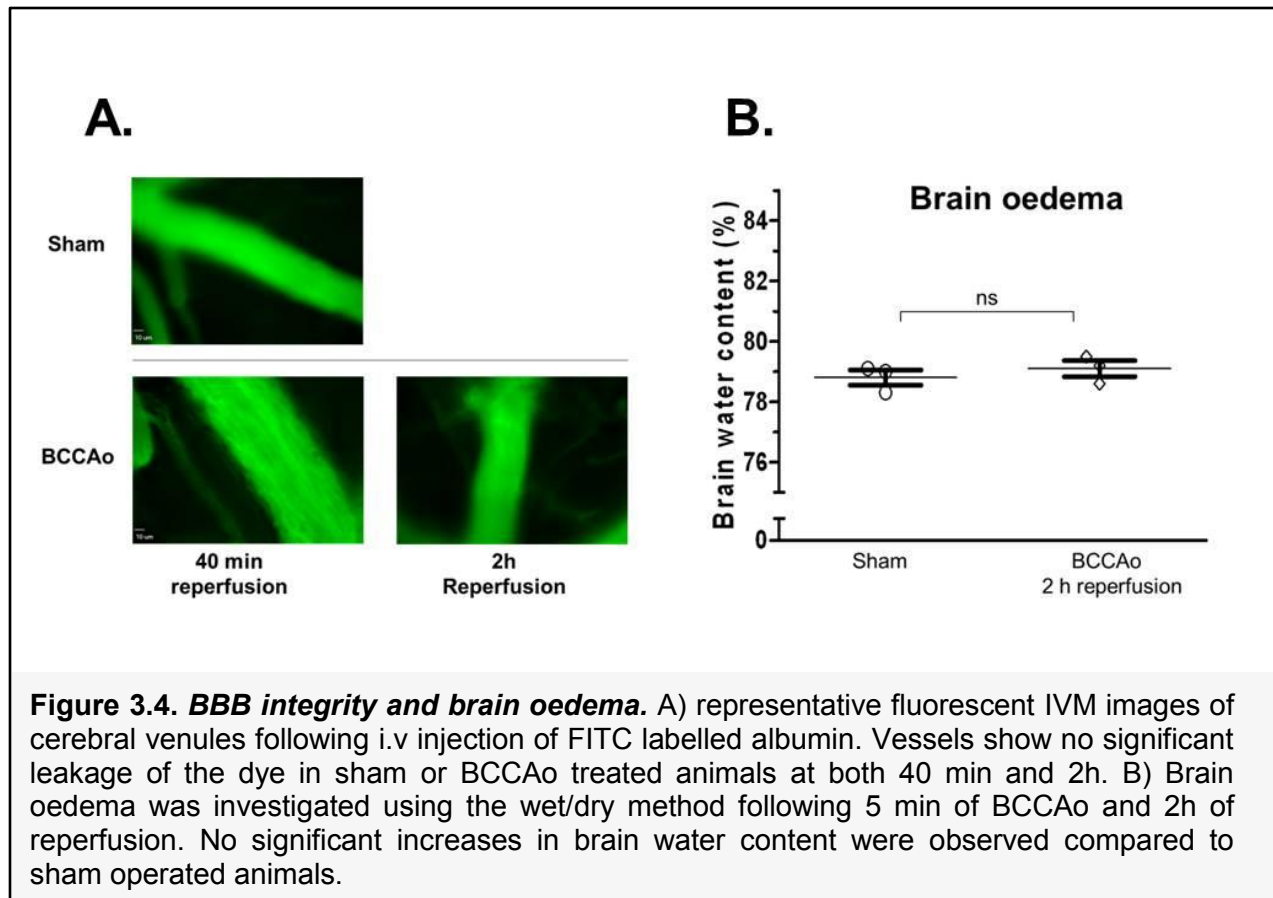 A.
Sham
10 um
BCCAo
10 um
40 min
reperfusion
2h
Reperfusion
B.
Brain oedema
Brain water content (%)
84
82
80
78
76
0
ns
Sham
BCCAo
2 h reperfusion
Figure 3.4. BBB integrity and brain oedema. A) representative fluorescent IVM images of
cerebral venules following i.v injection of FITC labelled albumin. Vessels show no significant
leakage of the dye in sham or BCCAo treated animals at both 40 min and 2h. B) Brain
oedema was investigated using the wet/dry method following 5 min of BCCAo and 2h of
reperfusion. No significant increases in brain water content were observed compared to
sham operated animals.